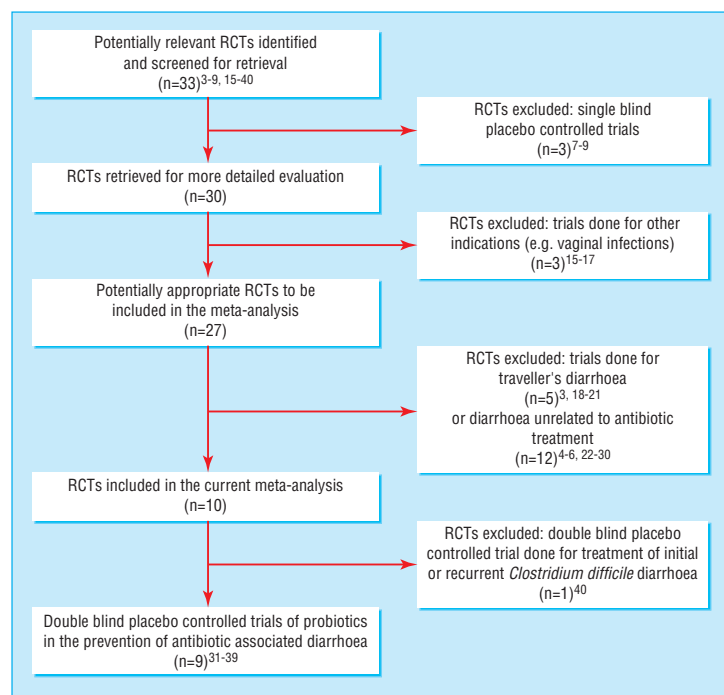 Potentially relevant RCTs identified
and screened for retrieval
(n=33)3-9, 15-40
RCTs excluded: single blind
placebo controlled trials
(n=3)7-9
RCTs retrieved for more detailed evaluation
(n=30)
RCTs excluded: trials done for other
indications (e.g. vaginal infections)
(n=3)15-17
Potentially appropriate RCTs to be
included in the meta-analysis
(n=27)
RCTs excluded: trials done for
traveller's diarrhoea
(n=5)3, 18-21
or diarrhoea unrelated to antibiotic
treatment
(n=12)4-6, 22-30
RCTs included in the current meta-analysis
(n=10)
RCTs excluded: double blind placebo
controlled trial done for treatment of initial
or recurrent Clostridium difficile diarrhoea
(n=1)40
Double blind placebo controlled trials of probiotics
in the prevention of antibiotic associated diarrhoea
(n=9)31-39